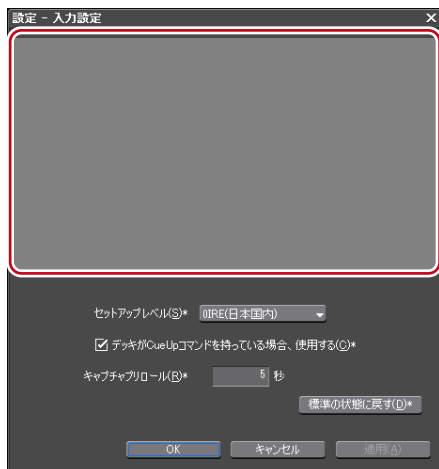 設定 - 入力設定
セットアップレベル(S)* 0IRE(日本国内)
デッキがCueUpコマンドを持っている場合、使用する(C)*
キャプチャプリロール(R)* 5 秒
標準の状態に戻す(D)*
OK キャンセル 適用(A)